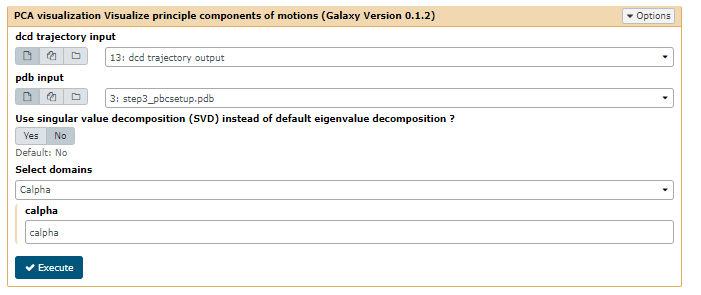 PCA visualization Visualize principle components of motions (Galaxy Version 0.1.2) Options
dcd trajectory input
13: dcd trajectory output
pdb input
3: step3_pbcsetup.pdb
Use singular value decomposition (SVD) instead of default eigenvalue decomposition ?
Yes No
Default: No
Select domains
Calpha
calpha
calpha
Execute